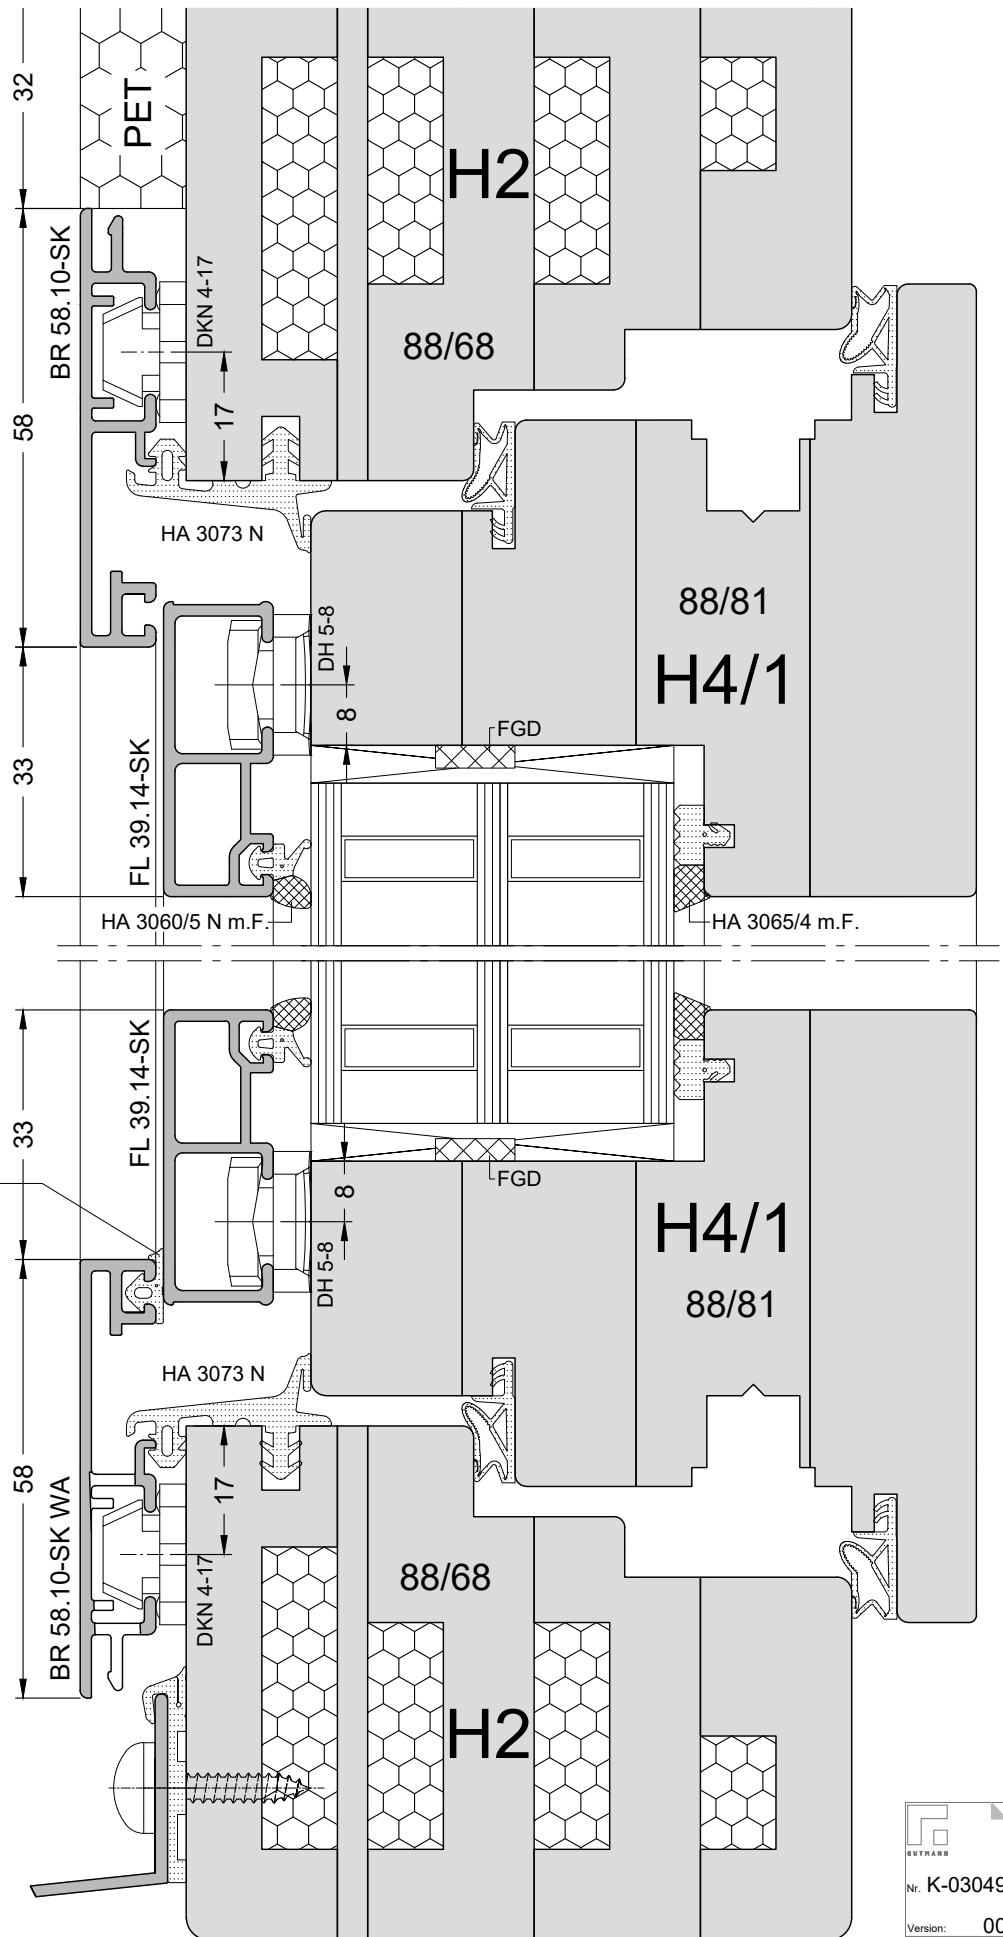 32
PET
H2
BR 58.10-SK
DKN 4-17
88/68
58
17
HA 3073 N
88/81
DH 5-8
H4/1
8
FGD
33
FL 39.14-SK
HA 3060/5 N m.F.
HA 3065/4 m.F.
FL 39.14-SK
33
8
FGD
H4/1
DH 5-8
88/81
HA 3073 N
58
17
BR 58.10-SK WA
DKN 4-17
88/68
H2
GUTMANN
Nr. K-03049
Version: 00